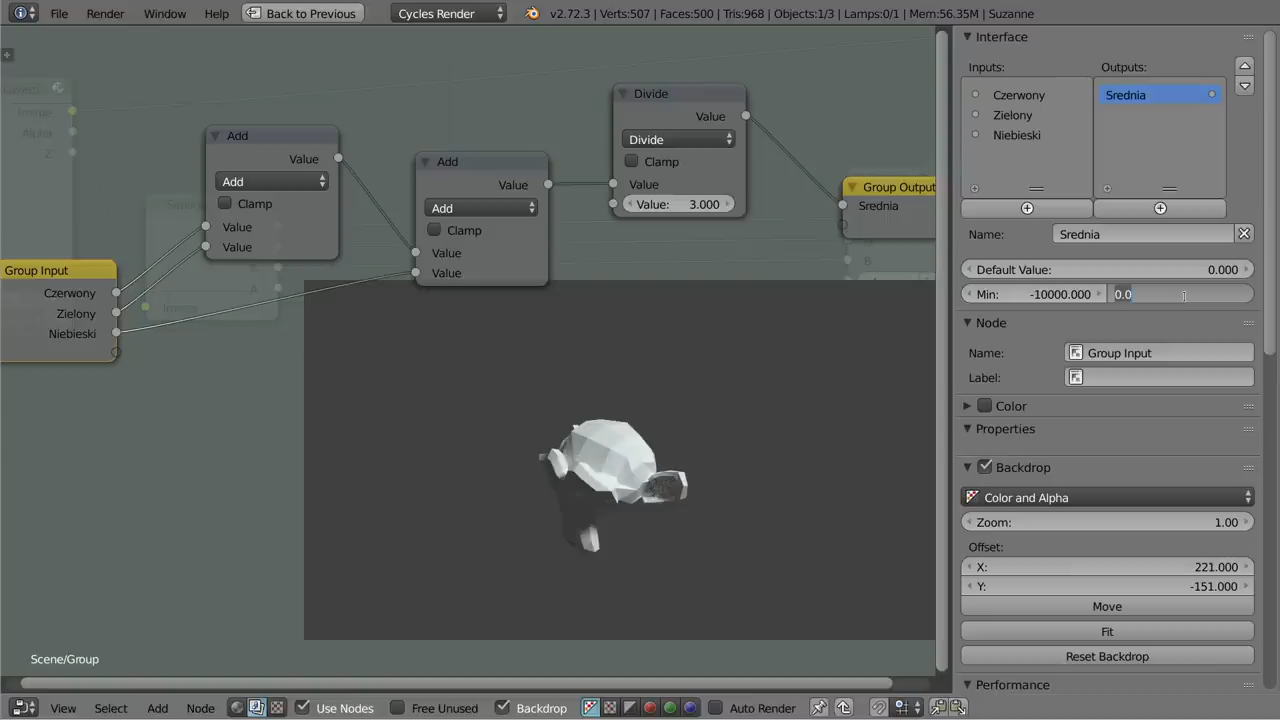 File Render Window Help Back to Previous Cycles Render v2.72.3 | Verts:507 | Faces:500 | Tris:968 | Objects:1/3 | Lamps:0/1 | Mem:56.35M | Suzanne
Interface
Inputs: Outputs:
Czerwony
Zielony
Niebieski
Srednia
Name: Srednia
Default Value: 0.000
Min: -10000.000 0.0
Node
Name: Group Input
Label:
Color
Properties
Backdrop
Color and Alpha
Zoom: 1.00
Offset:
X: 221.000
Y: -151.000
Move
Fit
Reset Backdrop
Performance
Image
Alpha
Z
Group Input
Czerwony
Zielony
Niebieski
Add
Value
Add
Clamp
Value
Value
A
Image
Add
Value
Add
Clamp
Value
Value
Divide
Value
Divide
Clamp
Value
Value: 3.000
Group Output
Srednia
B
Scene/Group
View Select Add Node Use Nodes Free Unused Backdrop Auto Render